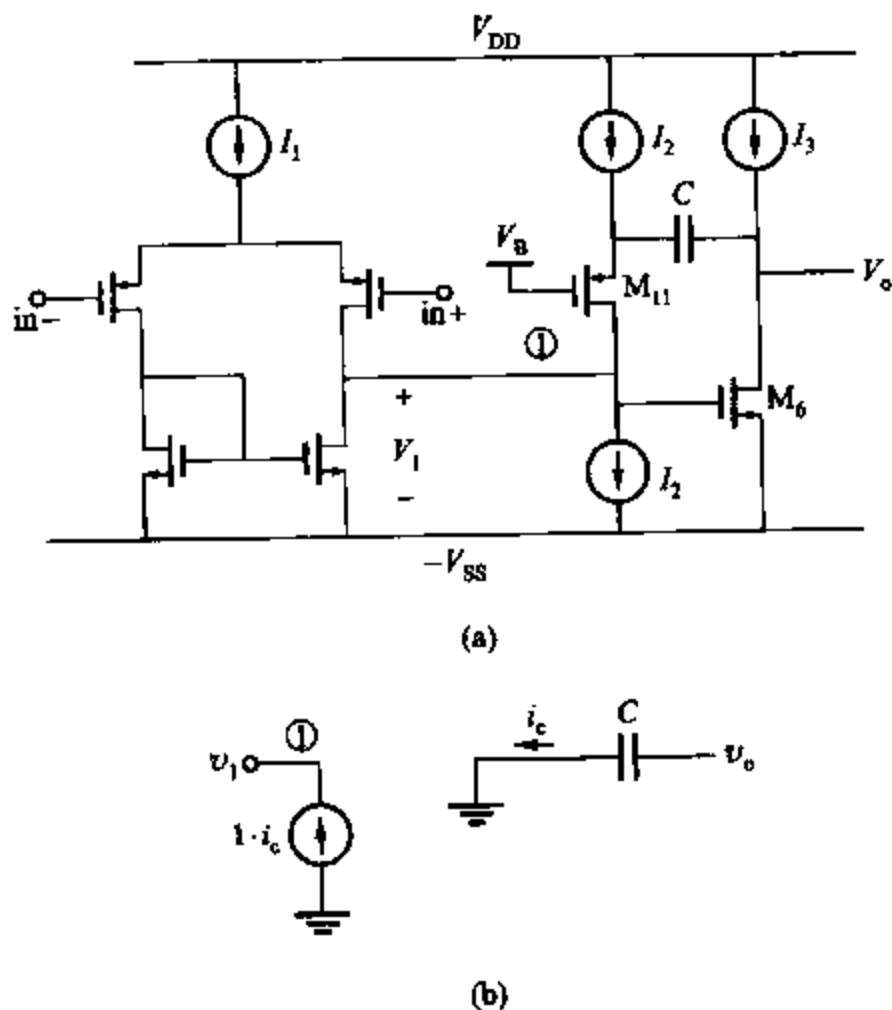 V_DD
I_1
I_2
I_3
C
V_B
M_11
V_o
in−
in+
①
+
V_1
−
M_6
I_2
−V_SS
(a)
①
i_c
C
v_1
v_o
1·i_c
(b)